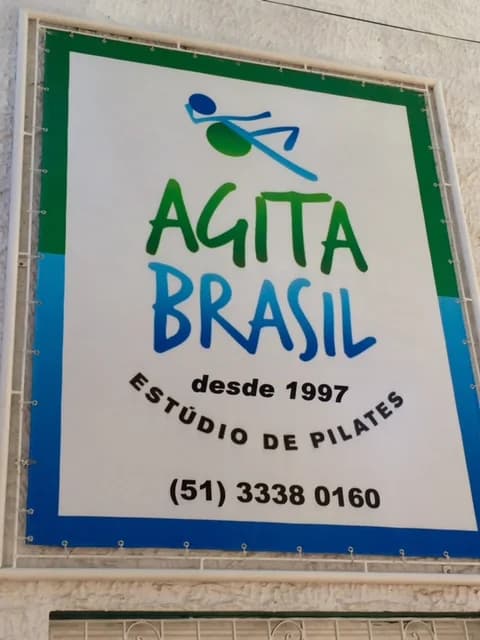 AGITA
BRASIL
desde 1997
ESTÚDIO DE PILATES
(51) 3338 0160